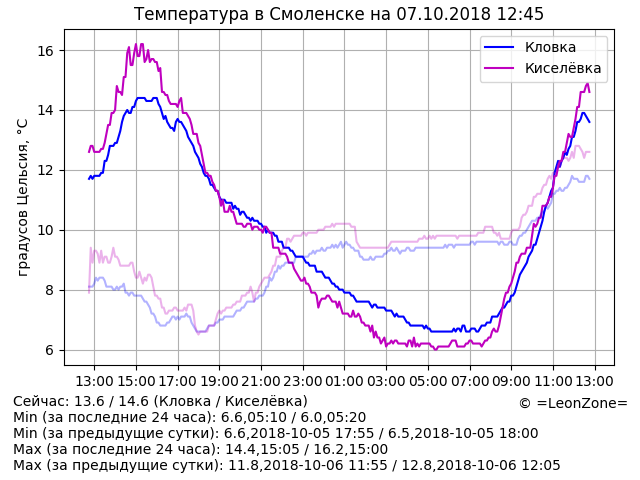 Температура в Смоленске на 07.10.2018 12:45
градусов Цельсия, °C
16
14
12
10
8
6
Кловка
Киселёвка
13:00 15:00 17:00 19:00 21:00 23:00 01:00 03:00 05:00 07:00 09:00 11:00 13:00
© =LeonZone=
Сейчас: 13.6 / 14.6 (Кловка / Киселёвка)
Min (за последние 24 часа): 6.6,05:10 / 6.0,05:20
Min (за предыдущие сутки): 6.6,2018-10-05 17:55 / 6.5,2018-10-05 18:00
Max (за последние 24 часа): 14.4,15:05 / 16.2,15:00
Max (за предыдущие сутки): 11.8,2018-10-06 11:55 / 12.8,2018-10-06 12:05